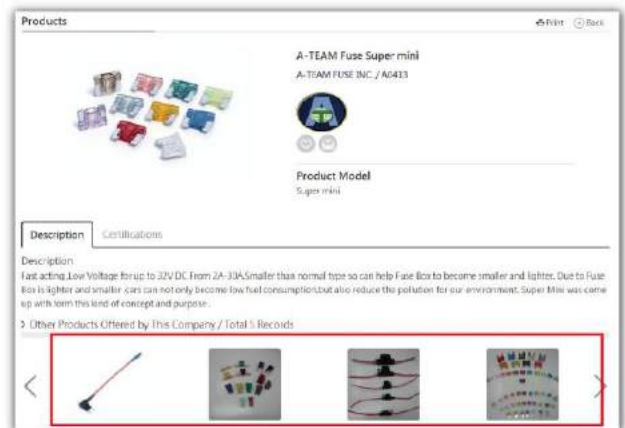 Products
Print Back
A-TEAM Fuse Super mini
A-TEAM FUSE INC. / A0413
Product Model
Super mini
Description Certifications
Description
Fast acting ,Low Voltage for up to 32V DC From 2A-30A.Smaller than normal type so can help Fuse Box to become smaller and lighter. Due to Fuse
Box is lighter and smaller ,cars can not only become low fuel consumption,but also reduce the pollution for our environment. Super Mini was come
up with form this kind of concept and purpose .
Other Products Offered by This Company / Total 5 Records